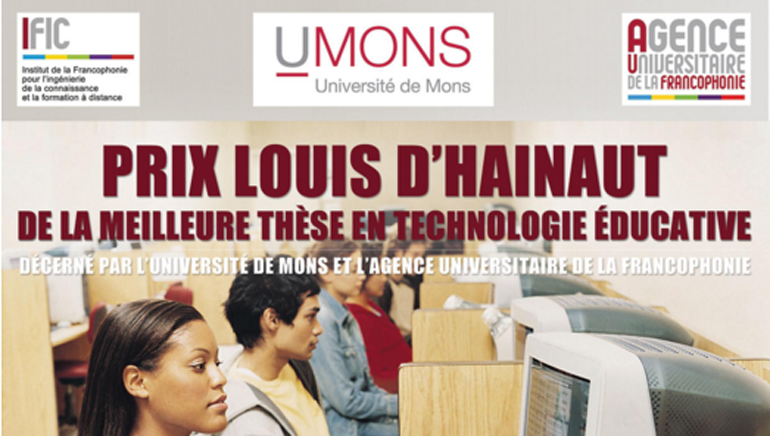 IFIC
Institut de la Francophonie
pour l'ingénierie
de la connaissance
et la formation à distance
UMONS
Université de Mons
AGENCE
UNIVERSITAIRE
DE LA FRANCOPHONIE
PRIX LOUIS D'HAINAUT
DE LA MEILLEURE THÈSE EN TECHNOLOGIE ÉDUCATIVE
DÉCERNÉ PAR L'UNIVERSITÉ DE MONS ET L'AGENCE UNIVERSITAIRE DE LA FRANCOPHONIE